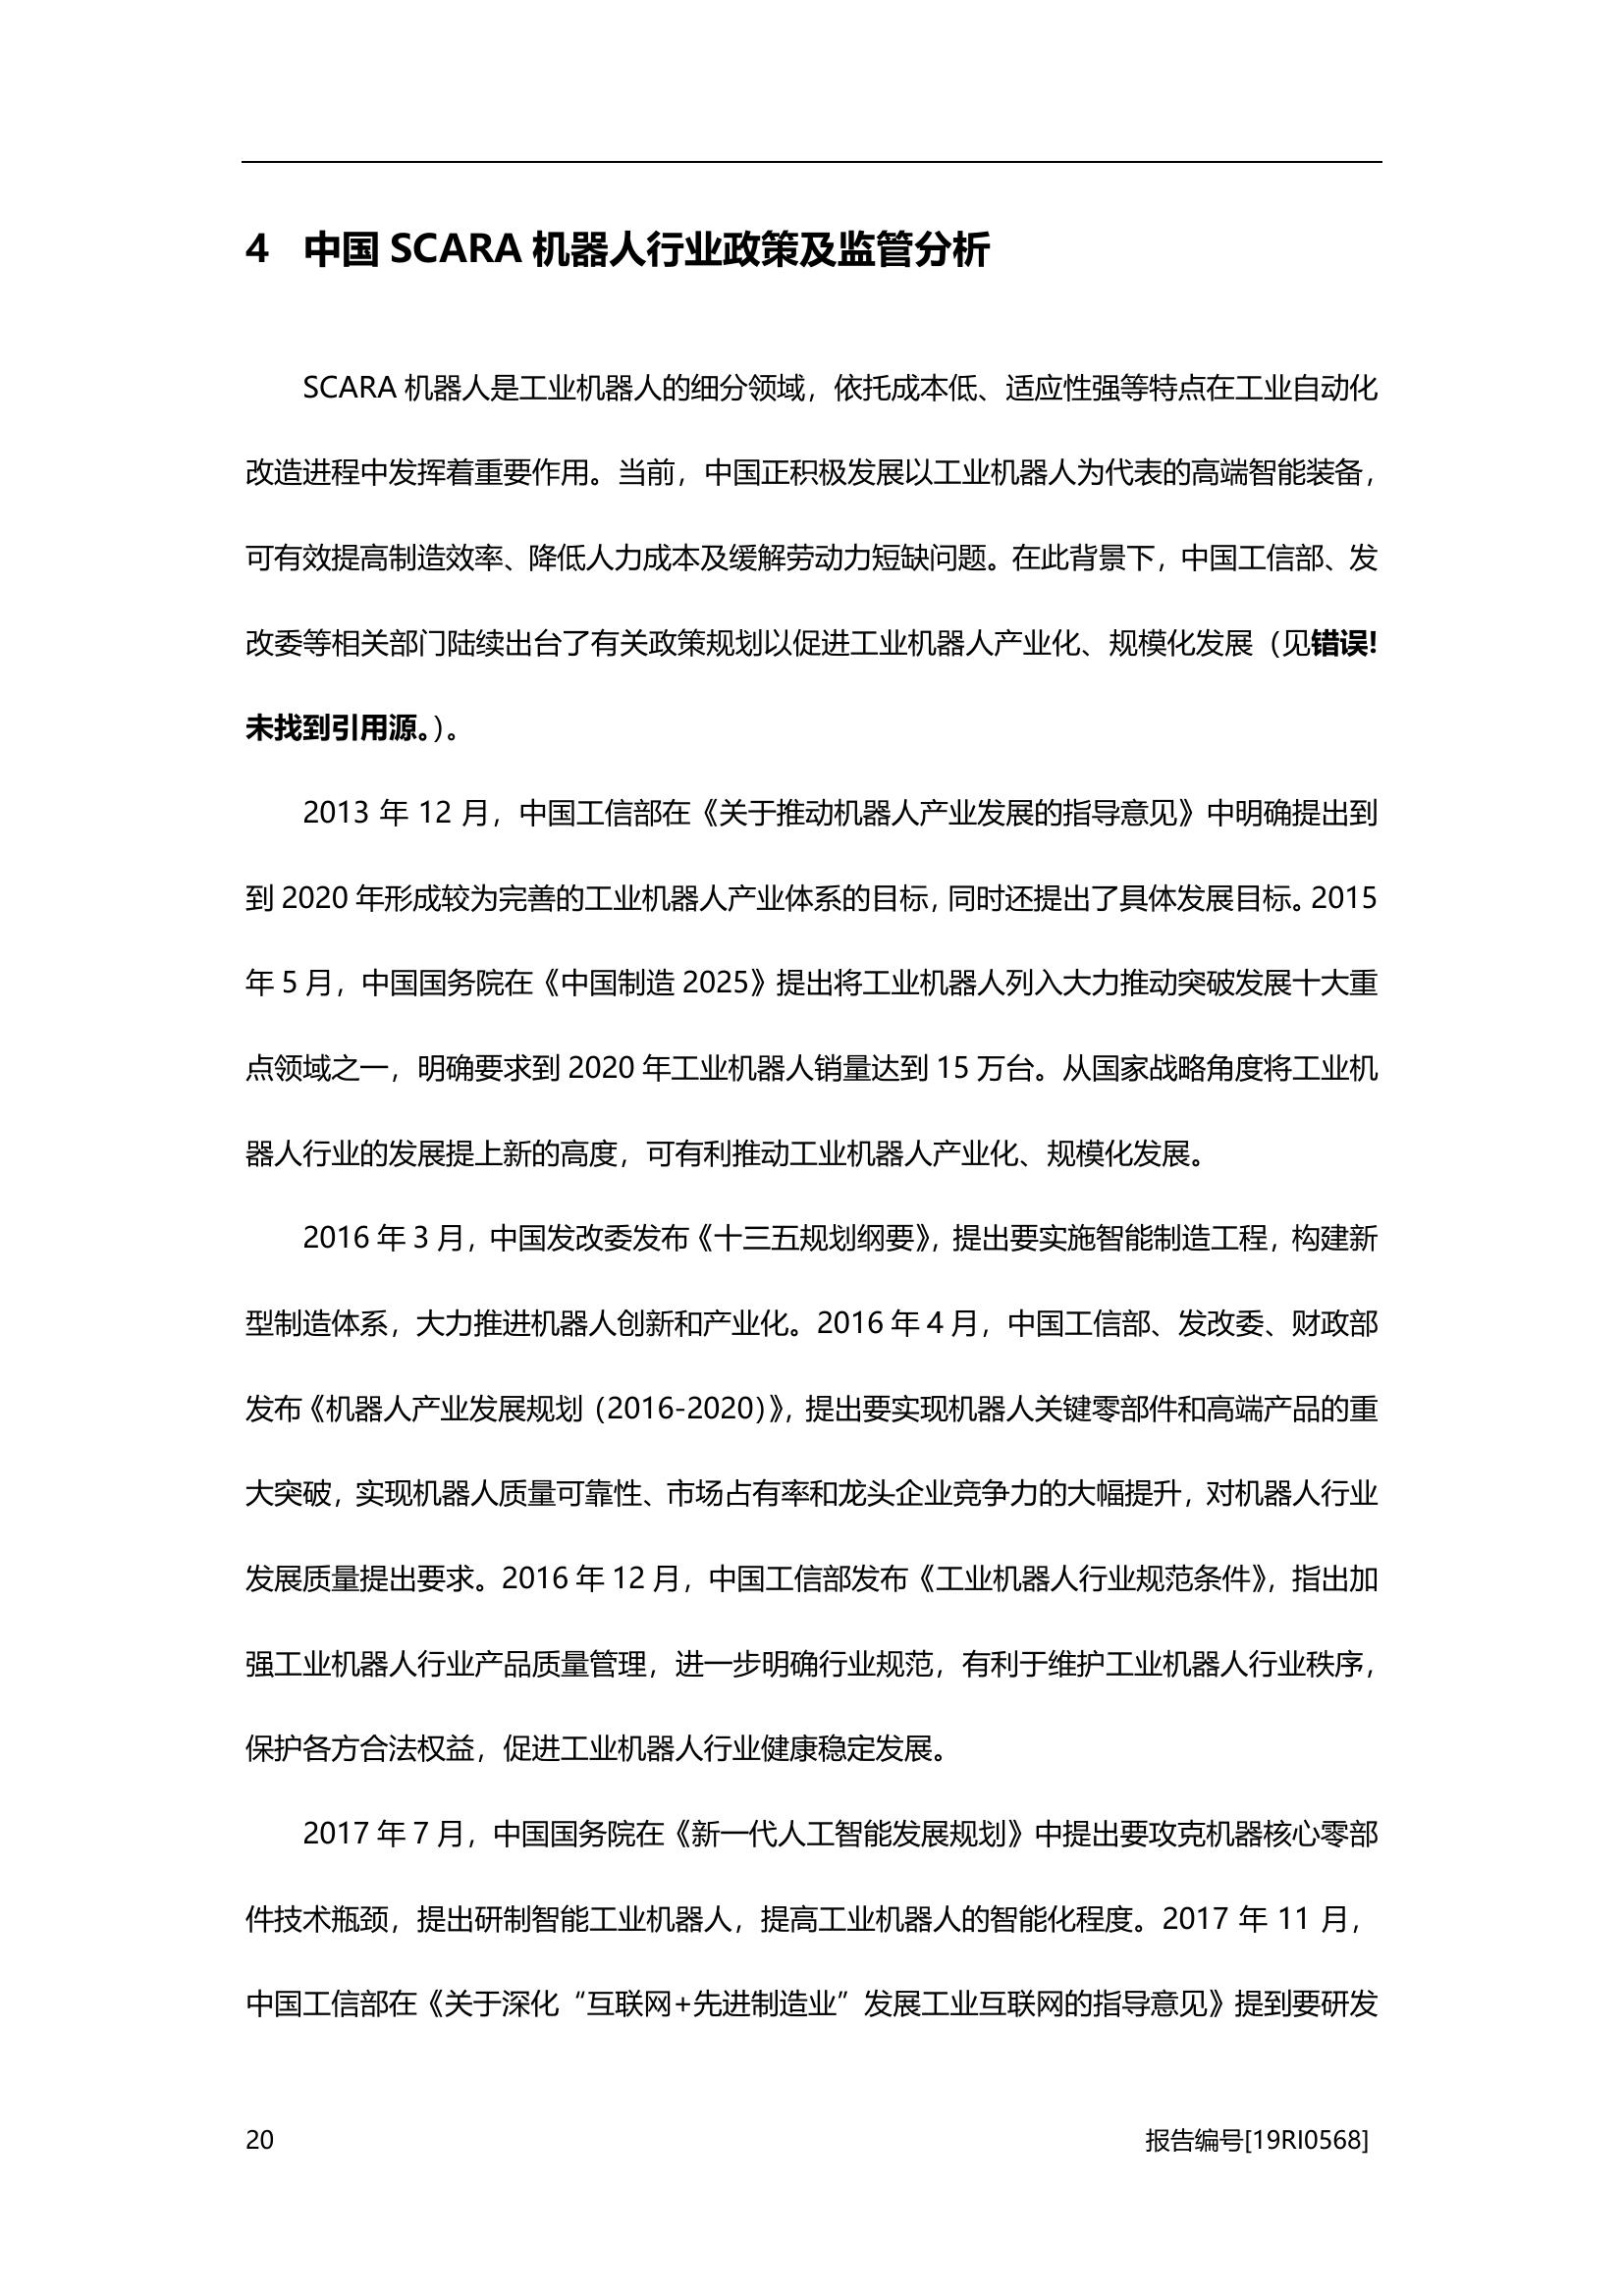 4 中国 SCARA 机器人行业政策及监管分析
SCARA 机器人是工业机器人的细分领域，依托成本低、适应性强等特点在工业自动化
改造进程中发挥着重要作用。当前，中国正积极发展以工业机器人为代表的高端智能装备，
可有效提高制造效率、降低人力成本及缓解劳动力短缺问题。在此背景下，中国工信部、发
改委等相关部门陆续出台了有关政策规划以促进工业机器人产业化、规模化发展（见错误!
未找到引用源。）。
2013 年 12 月，中国工信部在《关于推动机器人产业发展的指导意见》中明确提出到
到 2020 年形成较为完善的工业机器人产业体系的目标，同时还提出了具体发展目标。2015
年 5 月，中国国务院在《中国制造 2025》提出将工业机器人列入大力推动突破发展十大重
点领域之一，明确要求到 2020 年工业机器人销量达到 15 万台。从国家战略角度将工业机
器人行业的发展提上新的高度，可有利推动工业机器人产业化、规模化发展。
2016 年 3 月，中国发改委发布《十三五规划纲要》，提出要实施智能制造工程，构建新
型制造体系，大力推进机器人创新和产业化。2016 年 4 月，中国工信部、发改委、财政部
发布《机器人产业发展规划（2016-2020）》，提出要实现机器人关键零部件和高端产品的重
大突破，实现机器人质量可靠性、市场占有率和龙头企业竞争力的大幅提升，对机器人行业
发展质量提出要求。2016 年 12 月，中国工信部发布《工业机器人行业规范条件》，指出加
强工业机器人行业产品质量管理，进一步明确行业规范，有利于维护工业机器人行业秩序，
保护各方合法权益，促进工业机器人行业健康稳定发展。
2017 年 7 月，中国国务院在《新一代人工智能发展规划》中提出要攻克机器核心零部
件技术瓶颈，提出研制智能工业机器人，提高工业机器人的智能化程度。2017 年 11 月，
中国工信部在《关于深化“互联网+先进制造业”发展工业互联网的指导意见》提到要研发
20 报告编号[19RI0568]